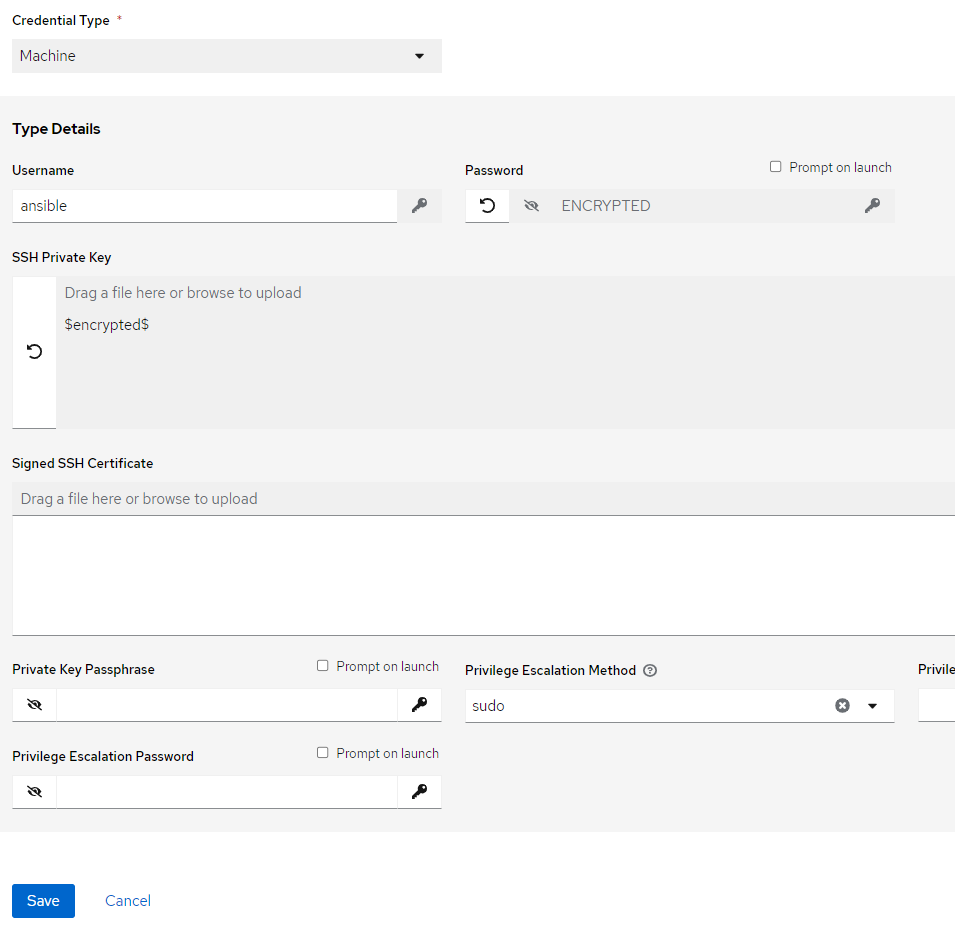 Credential Type *
Machine
Type Details
Username
Password
Prompt on launch
ansible
ENCRYPTED
SSH Private Key
Drag a file here or browse to upload
$encrypted$
Signed SSH Certificate
Drag a file here or browse to upload
Private Key Passphrase
Prompt on launch
Privilege Escalation Method
Privile
sudo
Privilege Escalation Password
Prompt on launch
Save
Cancel